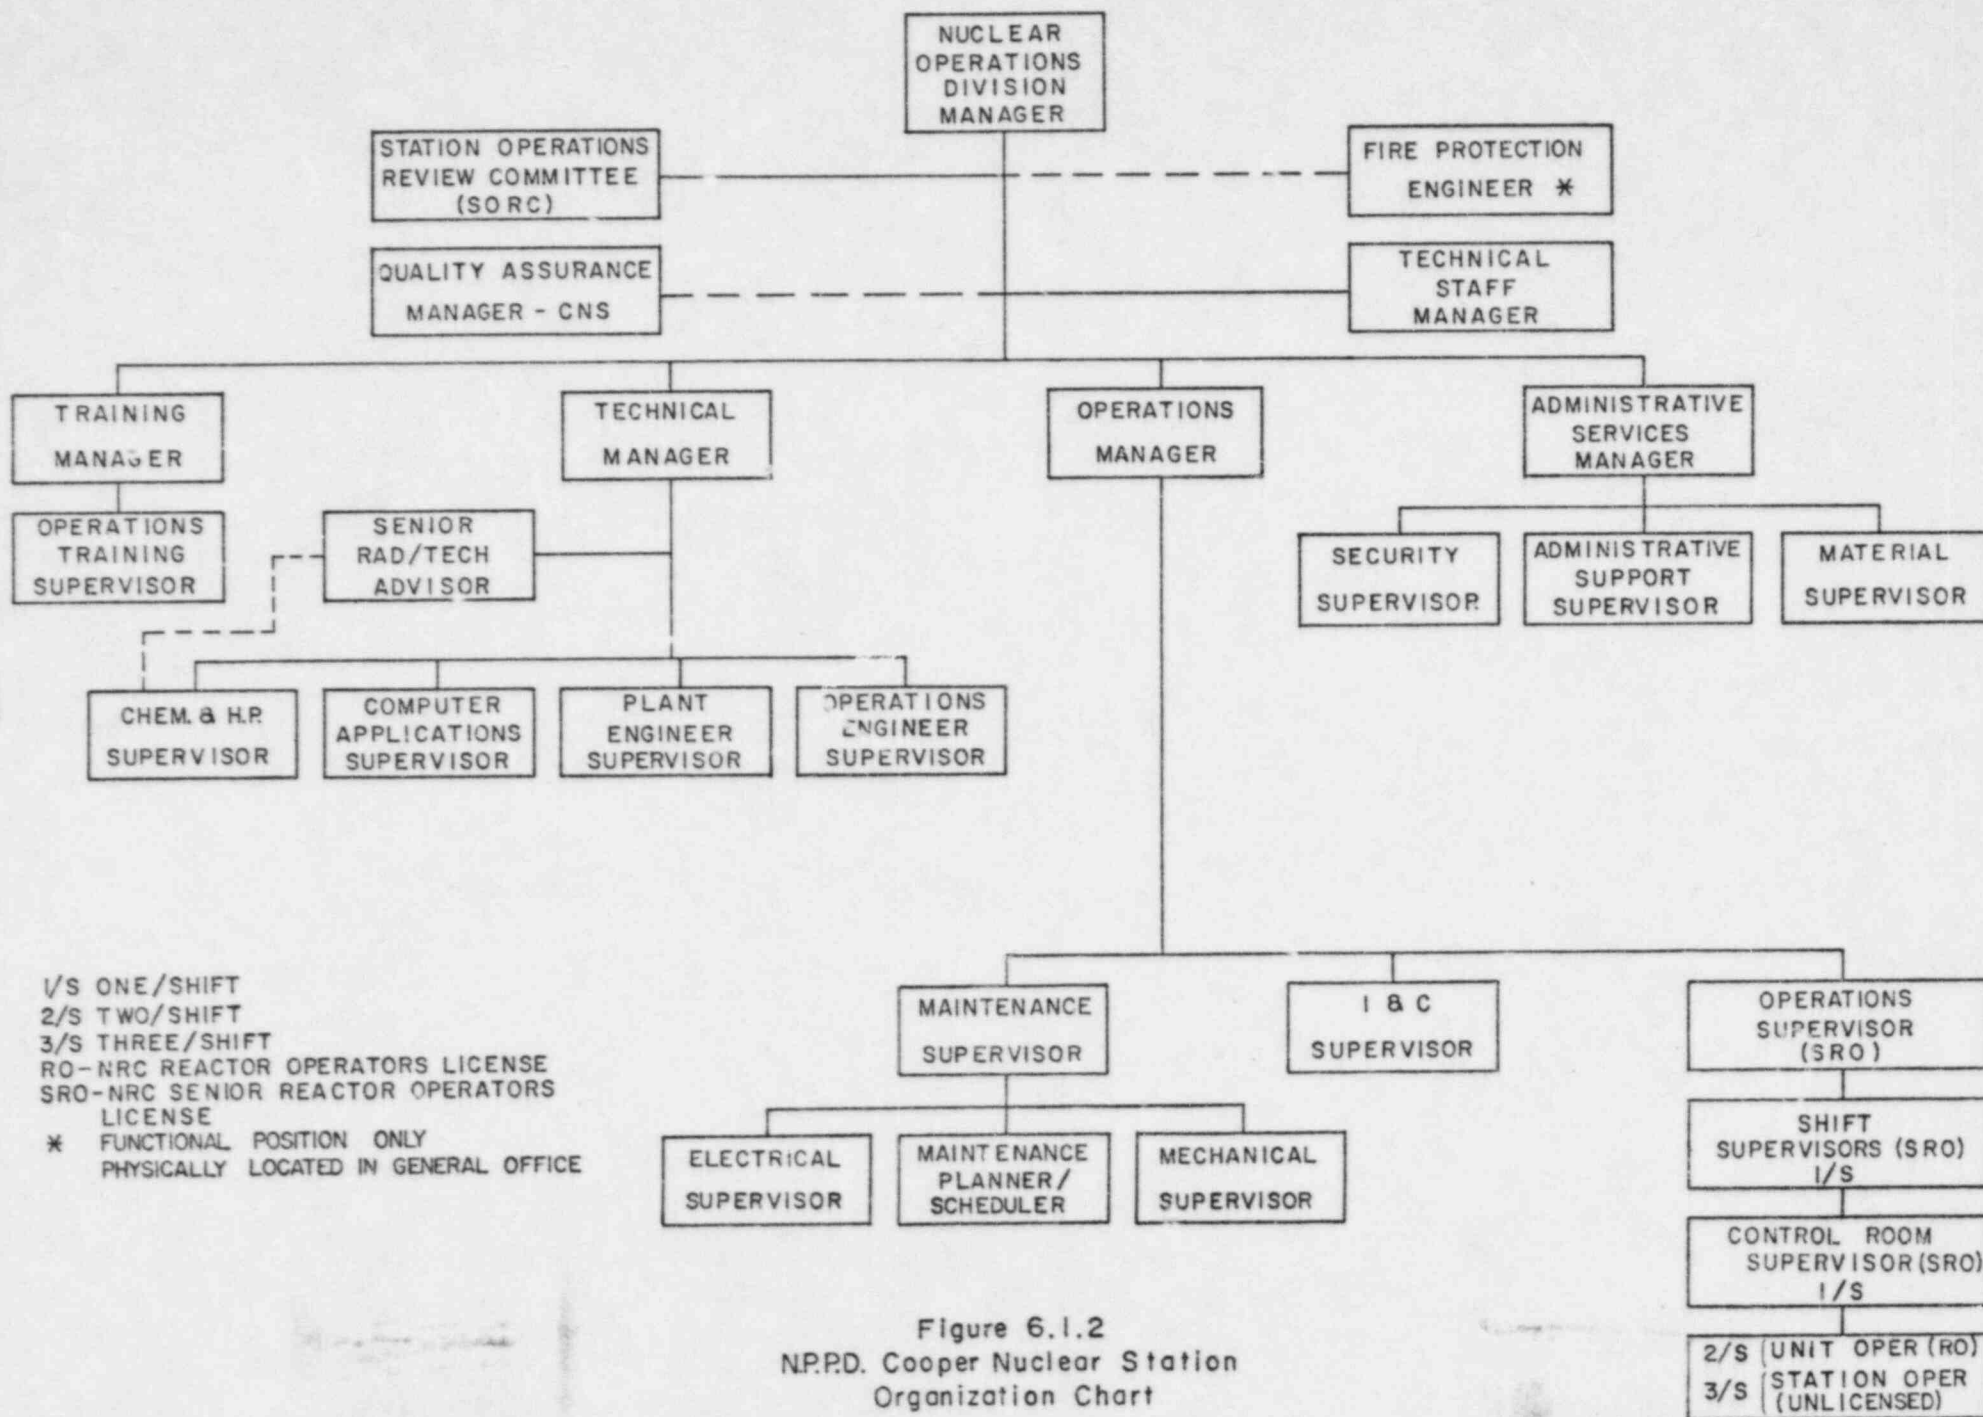 NUCLEAR
OPERATIONS
DIVISION
MANAGER
STATION OPERATIONS
REVIEW COMMITTEE
(SORC)
FIRE PROTECTION
ENGINEER *
QUALITY ASSURANCE
MANAGER - CNS
TECHNICAL
STAFF
MANAGER
TRAINING
MANAGER
TECHNICAL
MANAGER
OPERATIONS
MANAGER
ADMINISTRATIVE
SERVICES
MANAGER
OPERATIONS
TRAINING
SUPERVISOR
SENIOR
RAD/TECH
ADVISOR
SECURITY
SUPERVISOR
ADMINISTRATIVE
SUPPORT
SUPERVISOR
MATERIAL
SUPERVISOR
CHEM. & H.P.
SUPERVISOR
COMPUTER
APPLICATIONS
SUPERVISOR
PLANT
ENGINEER
SUPERVISOR
OPERATIONS
ENGINEER
SUPERVISOR
MAINTENANCE
SUPERVISOR
I & C
SUPERVISOR
OPERATIONS
SUPERVISOR
(SRO)
ELECTRICAL
SUPERVISOR
MAINTENANCE
PLANNER/
SCHEDULER
MECHANICAL
SUPERVISOR
SHIFT
SUPERVISORS (SRO)
1/S
CONTROL ROOM
SUPERVISOR (SRO)
1/S
2/S UNIT OPER (RO)
3/S STATION OPER
(UNLICENSED)
1/S ONE/SHIFT
2/S TWO/SHIFT
3/S THREE/SHIFT
RO-NRC REACTOR OPERATORS LICENSE
SRO-NRC SENIOR REACTOR OPERATORS
LICENSE
* FUNCTIONAL POSITION ONLY
PHYSICALLY LOCATED IN GENERAL OFFICE
Figure 6.1.2
N.P.P.D. Cooper Nuclear Station
Organization Chart